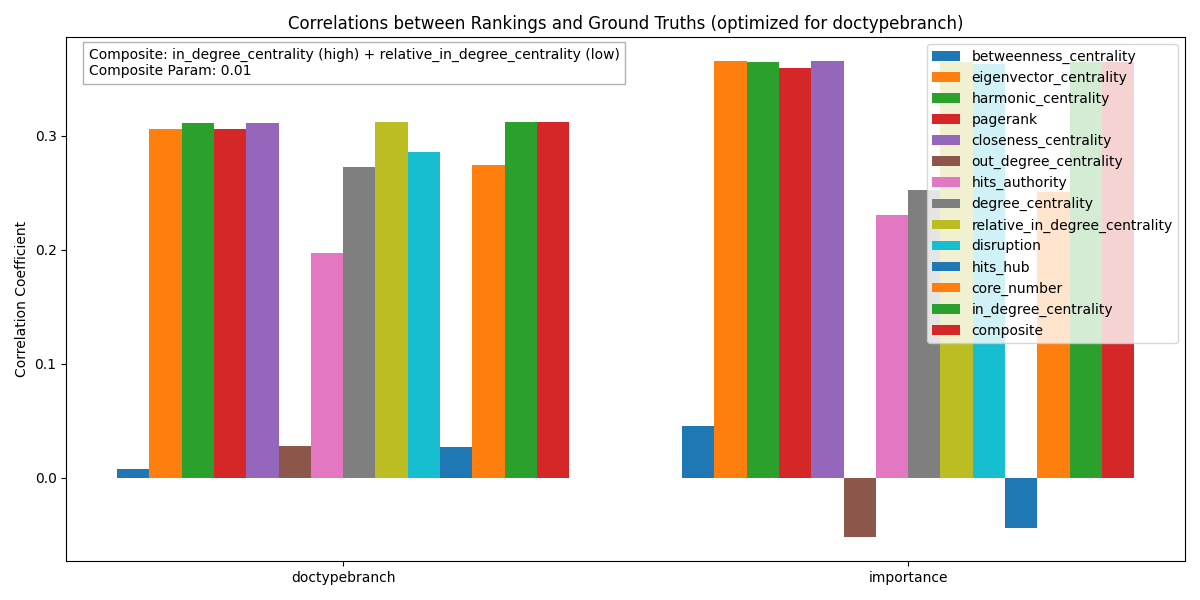 Correlations between Rankings and Ground Truths (optimized for doctypebranch)
Composite: in_degree_centrality (high) + relative_in_degree_centrality (low)
Composite Param: 0.01
betweenness_centrality
eigenvector_centrality
harmonic_centrality
pagerank
closeness_centrality
out_degree_centrality
hits_authority
degree_centrality
relative_in_degree_centrality
disruption
hits_hub
core_number
in_degree_centrality
composite
Correlation Coefficient
0.3
0.2
0.1
0.0
doctypebranch
importance